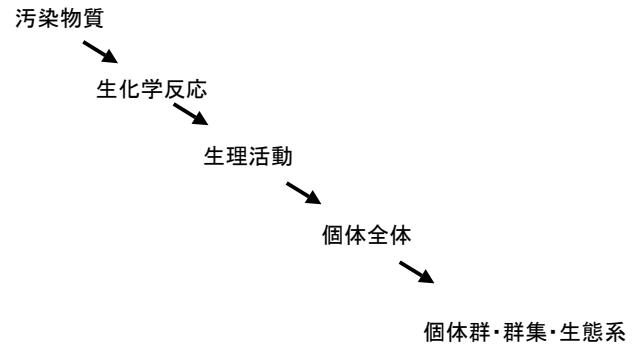 汚染物質
生化学反応
生理活動
個体全体
個体群・群集・生態系